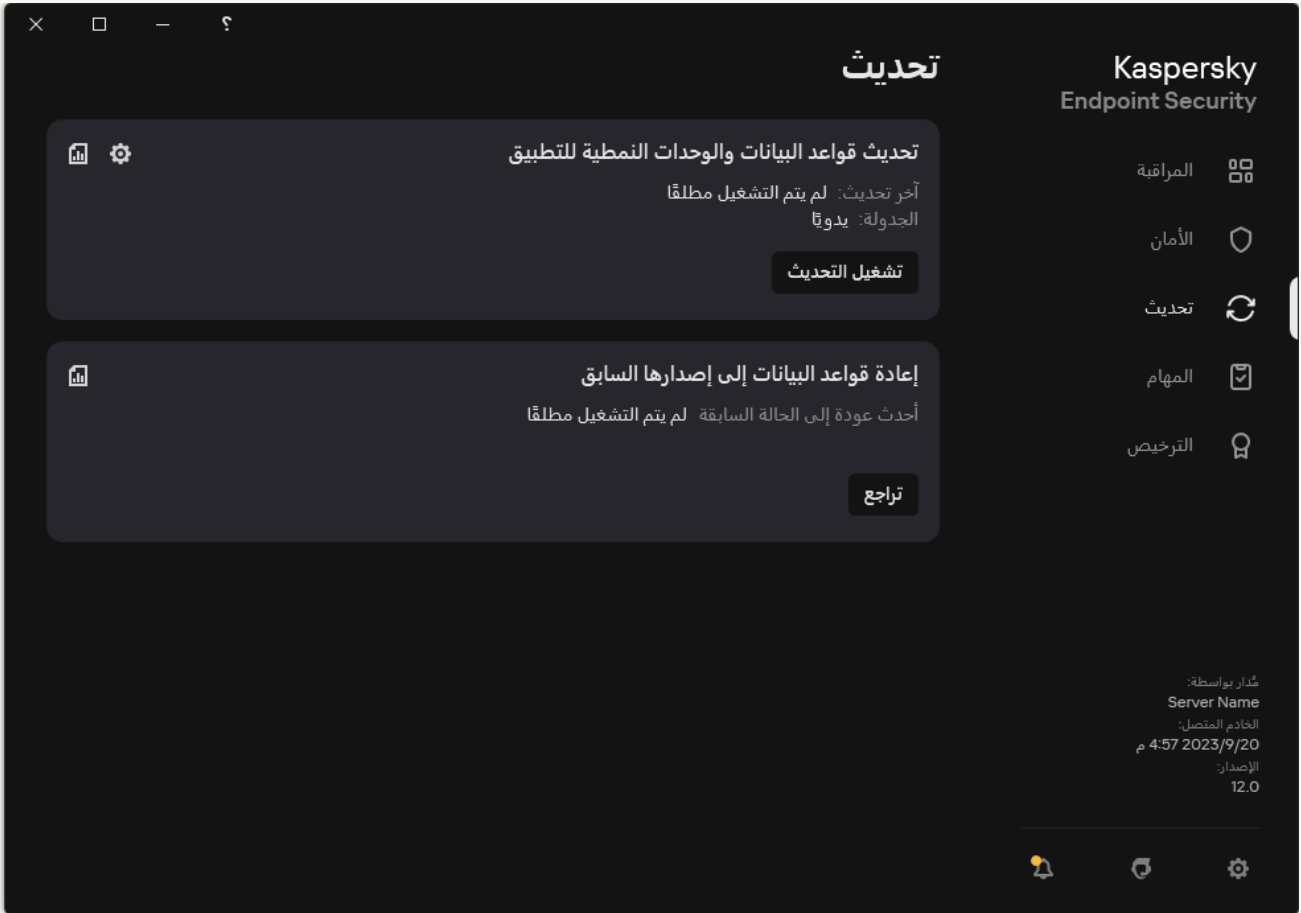 ؟
Kaspersky
Endpoint Security
المراقبة
الأمان
تحديث
المهام
الترخيص
مُدار بواسطة:
Server Name
الخادم المتصل:
2023/9/20 4:57 م
الإصدار:
12.0
تحديث
تحديث قواعد البيانات والوحدات النمطية للتطبيق
آخر تحديث: لم يتم التشغيل مطلقًا
الجدولة: يدويًا
تشغيل التحديث
إعادة قواعد البيانات إلى إصدارها السابق
أحدث عودة إلى الحالة السابقة لم يتم التشغيل مطلقًا
تراجع